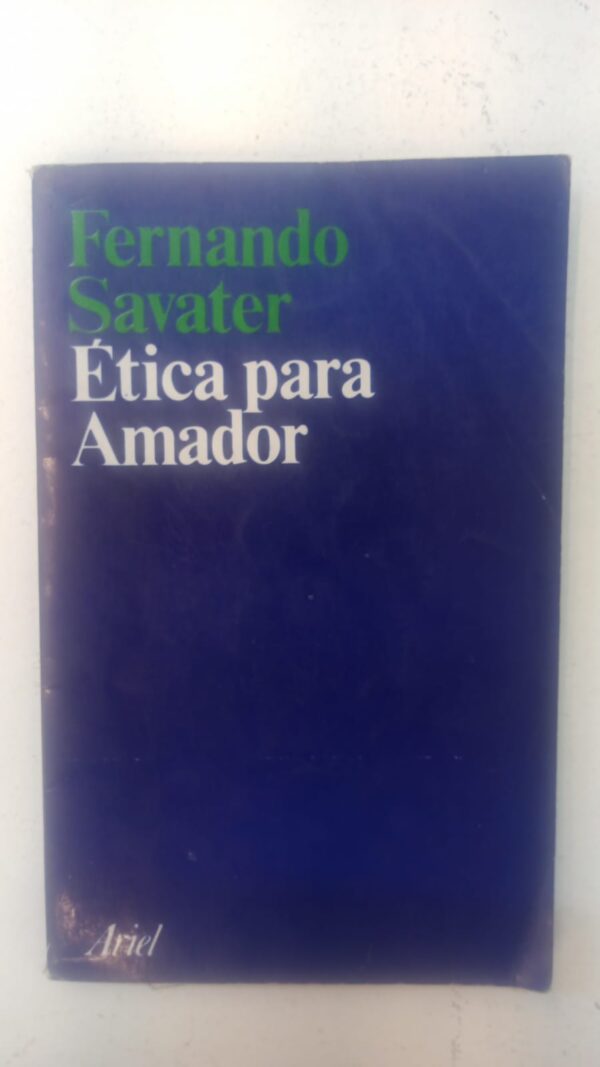 Fernando
Savater
Ética para
Amador
Ariel